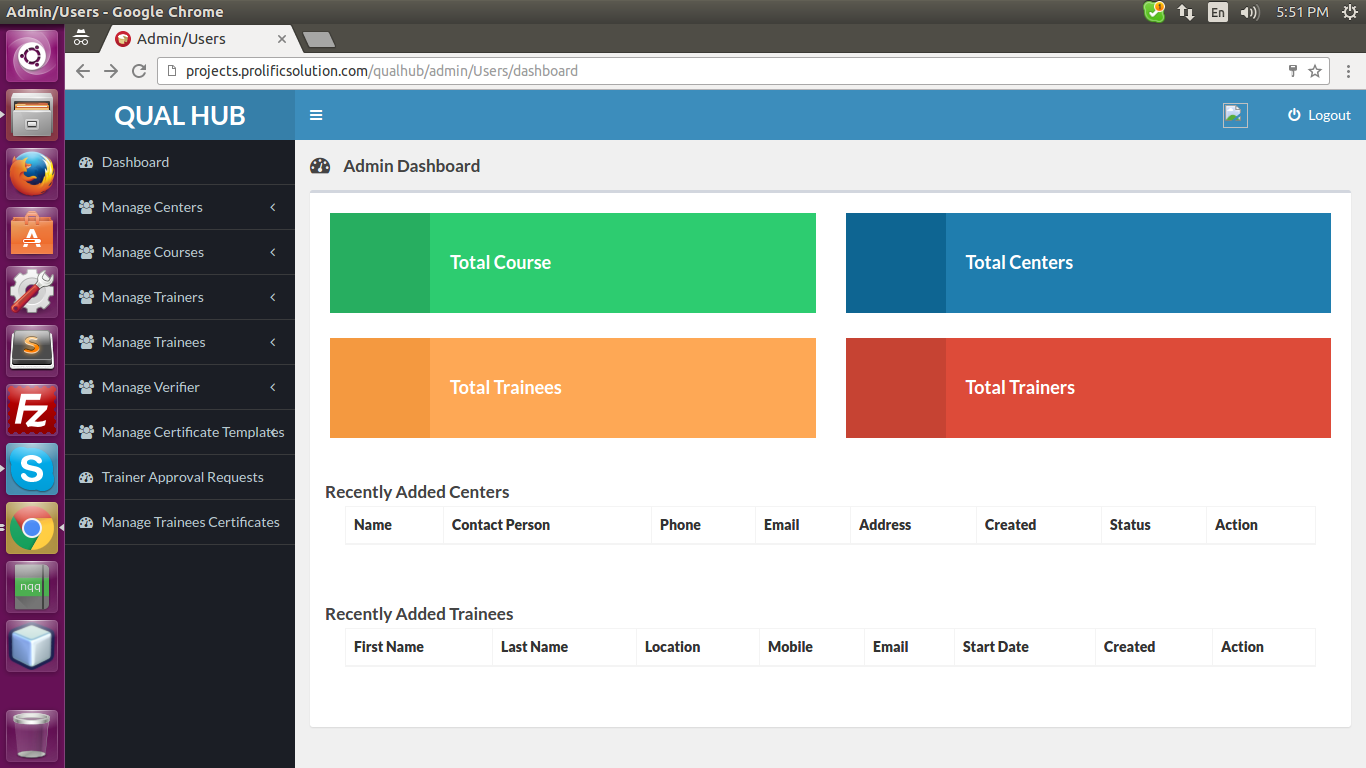 Admin/Users - Google Chrome
En
5:51 PM
Admin/Users
projects.prolificsolution.com/qualhub/admin/Users/dashboard
QUAL HUB
Logout
Dashboard
Manage Centers
Manage Courses
Manage Trainers
Manage Trainees
Manage Verifier
Manage Certificate Templates
Trainer Approval Requests
Manage Trainees Certificates
Admin Dashboard
Total Course
Total Centers
Total Trainees
Total Trainers
Recently Added Centers
Name Contact Person Phone Email Address Created Status Action
Recently Added Trainees
First Name Last Name Location Mobile Email Start Date Created Action
A
S
Fz
S
nqq